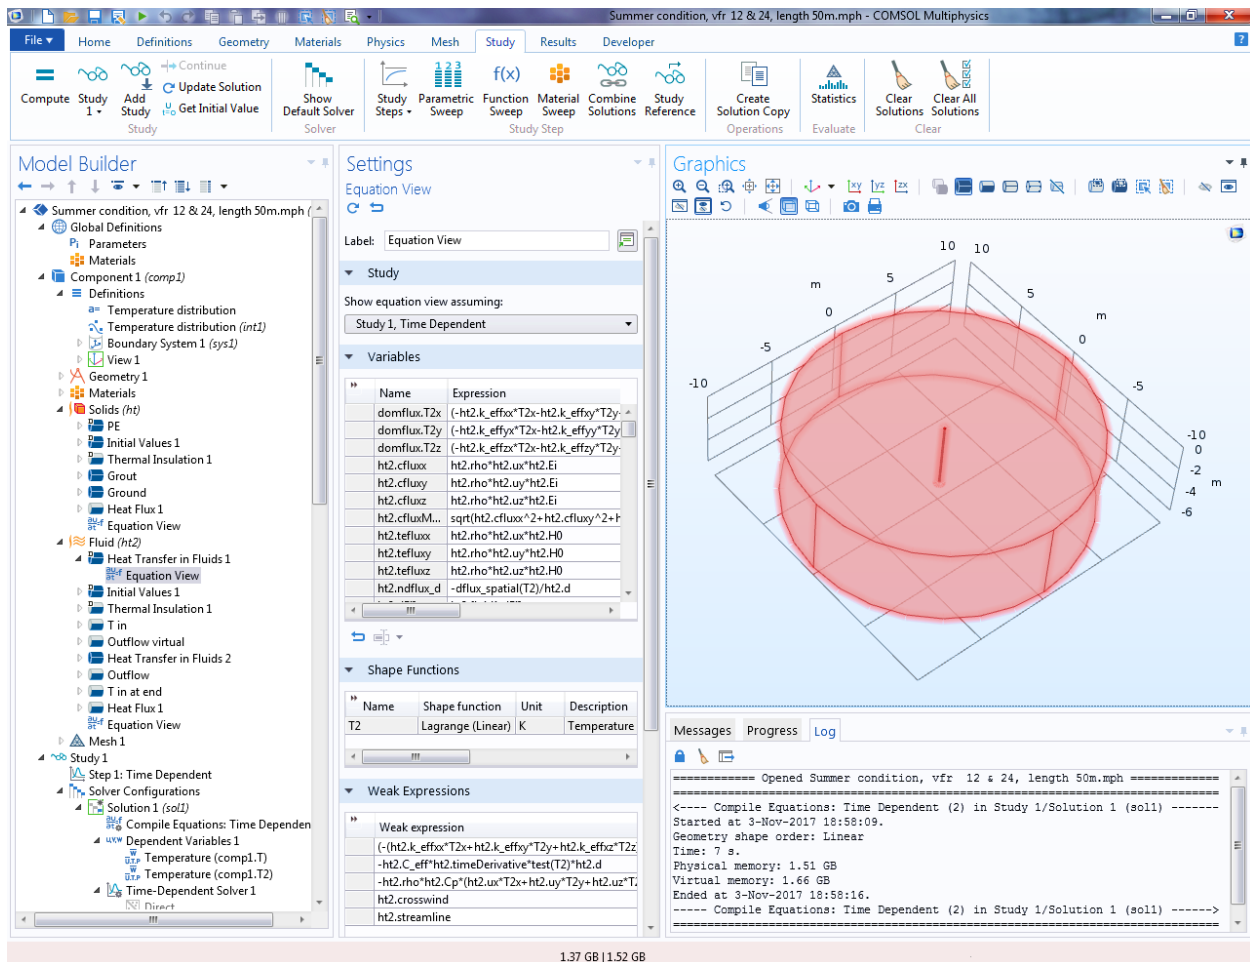 Summer condition, vfr 12 & 24, length 50m.mph - COMSOL Multiphysics
File Home Definitions Geometry Materials Physics Mesh Study Results Developer
Compute
Study 1
Add Study
Continue
Update Solution
Get Initial Value
Study
Show Default Solver
Solver
Study Steps
Parametric Sweep
Function Sweep
Material Sweep
Combine Solutions
Study Reference
Study Step
Create Solution Copy
Operations
Statistics
Evaluate
Clear Solutions
Clear All Solutions
Clear
Model Builder
Summer condition, vfr 12 & 24, length 50m.mph (
Global Definitions
Pi Parameters
Materials
Component 1 (comp1)
Definitions
a= Temperature distribution
Temperature distribution (int1)
Boundary System 1 (sys1)
View 1
Geometry 1
Materials
Solids (ht)
PE
Initial Values 1
Thermal Insulation 1
Grout
Ground
Heat Flux 1
Equation View
Fluid (ht2)
Heat Transfer in Fluids 1
Equation View
Initial Values 1
Thermal Insulation 1
T in
Outflow virtual
Heat Transfer in Fluids 2
Outflow
T in at end
Heat Flux 1
Equation View
Mesh 1
Study 1
Step 1: Time Dependent
Solver Configurations
Solution 1 (sol1)
Compile Equations: Time Dependen
Dependent Variables 1
Temperature (comp1.T)
Temperature (comp1.T2)
Time-Dependent Solver 1
Direct
Settings
Equation View
Label: Equation View
Study
Show equation view assuming:
Study 1, Time Dependent
Variables
Name Expression
domflux.T2x (-ht2.k_effxx*T2x-ht2.k_effxy*T2y-
domflux.T2y (-ht2.k_effyx*T2x-ht2.k_effyy*T2y
domflux.T2z (-ht2.k_effzx*T2x-ht2.k_effzy*T2y-
ht2.cfluxx ht2.rho*ht2.ux*ht2.Ei
ht2.cfluxy ht2.rho*ht2.uy*ht2.Ei
ht2.cfluxz ht2.rho*ht2.uz*ht2.Ei
ht2.cfluxM... sqrt(ht2.cfluxx^2+ht2.cfluxy^2+h
ht2.tefluxx ht2.rho*ht2.ux*ht2.H0
ht2.tefluxy ht2.rho*ht2.uy*ht2.H0
ht2.tefluxz ht2.rho*ht2.uz*ht2.H0
ht2.ndflux_d -dflux_spatial(T2)/ht2.d
Shape Functions
Name Shape function Unit Description
T2 Lagrange (Linear) K Temperature
Weak Expressions
Weak expression
(-(ht2.k_effxx*T2x+ht2.k_effxy*T2y+ht2.k_effxz*T2z)
-ht2.C_eff*ht2.timeDerivative*test(T2)*ht2.d
-ht2.rho*ht2.Cp*(ht2.ux*T2x+ht2.uy*T2y+ht2.uz*T2
ht2.crosswind
ht2.streamline
Graphics
xy yz zx
10 10
5 5
m m
0 0
-5 -5
-10 -10
0
-2
-4 m
-6
Messages Progress Log
============ Opened Summer condition, vfr 12 & 24, length 50m.mph =============
<---- Compile Equations: Time Dependent (2) in Study 1/Solution 1 (sol1) -------
Started at 3-Nov-2017 18:58:09.
Geometry shape order: Linear
Time: 7 s.
Physical memory: 1.51 GB
Virtual memory: 1.66 GB
Ended at 3-Nov-2017 18:58:16.
----- Compile Equations: Time Dependent (2) in Study 1/Solution 1 (sol1) ------>
1.37 GB | 1.52 GB